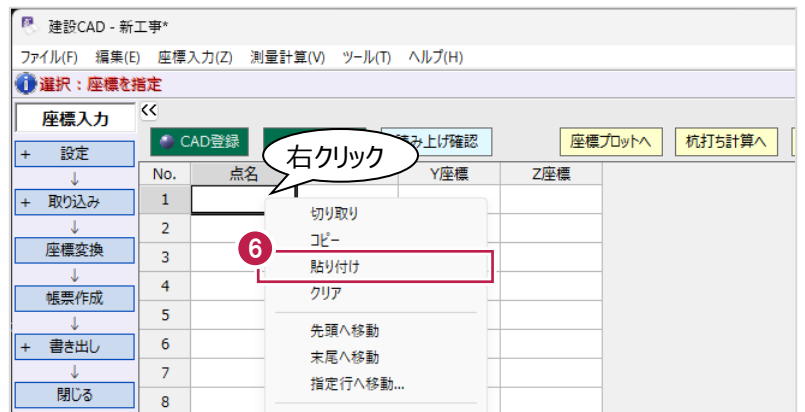 建設CAD - 新工事*
ファイル(F) 編集(E) 座標入力(Z) 測量計算(V) ツール(T) ヘルプ(H)
選択：座標を指定
座標入力
<<
CAD登録
み上げ確認
座標プロットへ
杭打ち計算へ
右クリック
+ 設定
↓
+ 取り込み
↓
座標変換
↓
帳票作成
↓
+ 書き出し
↓
閉じる
No. 点名 Y座標 Z座標
1
2
3
4
5
6
7
8
切り取り
コピー
6
貼り付け
クリア
先頭へ移動
末尾へ移動
指定行へ移動...